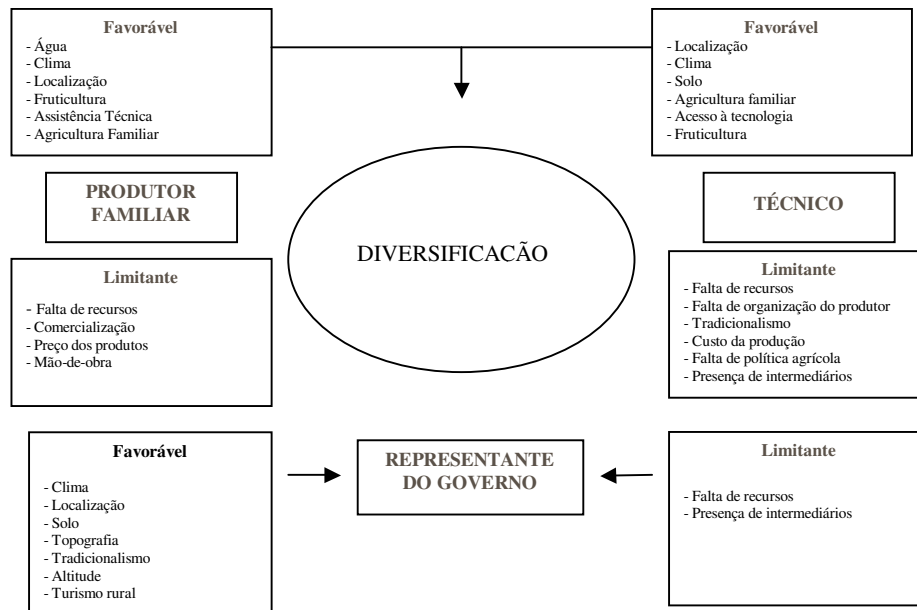 Favorável
- Água
- Clima
- Localização
- Fruticultura
- Assistência Técnica
- Agricultura Familiar
Favorável
- Localização
- Clima
- Solo
- Agricultura familiar
- Acesso à tecnologia
- Fruticultura
PRODUTOR
FAMILIAR
DIVERSIFICACÃO
TÉCNICO
Limitante
- Falta de recursos
- Comercialização
- Preço dos produtos
- Mão-de-obra
Limitante
- Falta de recursos
- Falta de organização do produtor
- Tradicionalismo
- Custo da produção
- Falta de política agrícola
- Presença de intermediários
Favorável
- Clima
- Localização
- Solo
- Topografia
- Tradicionalismo
- Altitude
- Turismo rural
REPRESENTANTE
DO GOVERNO
Limitante
- Falta de recursos
- Presença de intermediários